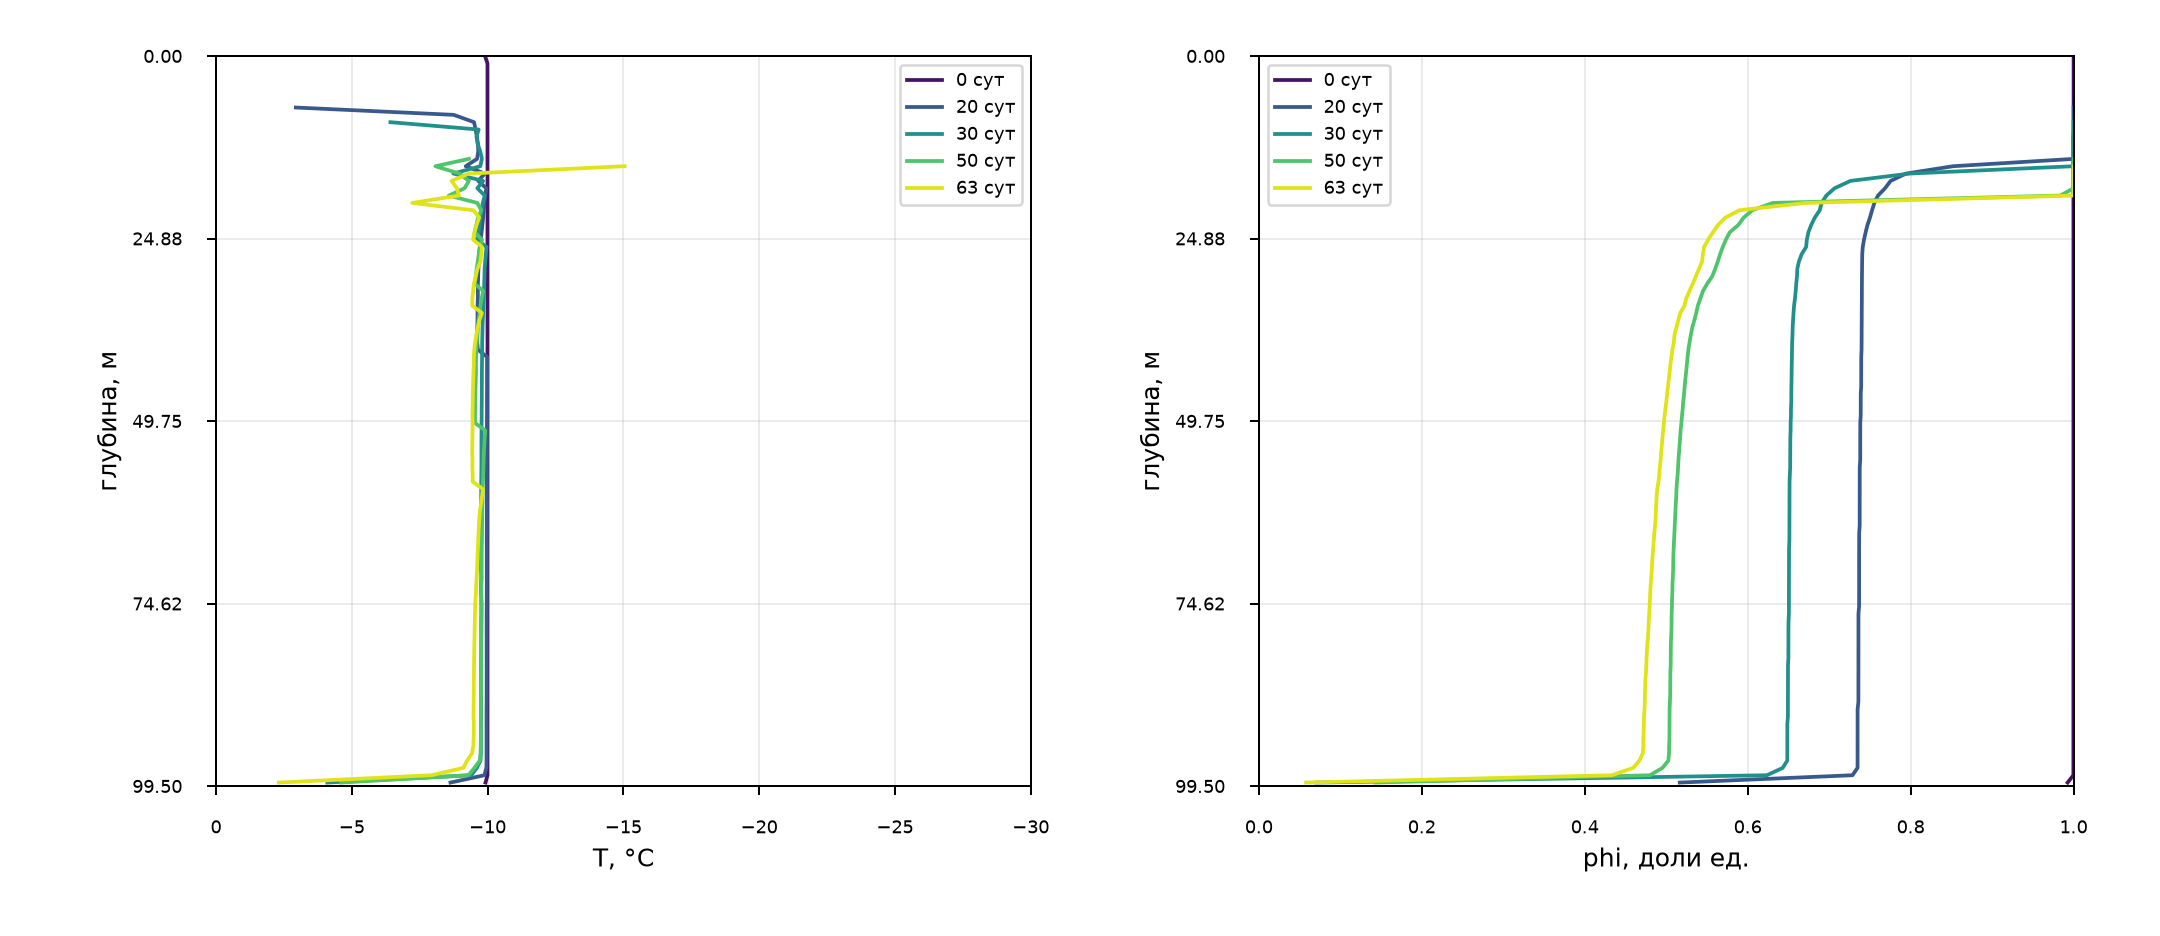 0.00
24.88
49.75
74.62
99.50
глубина, м
0
−5
−10
−15
−20
−25
−30
T, °C
0 сут
20 сут
30 сут
50 сут
63 сут
0.00
24.88
49.75
74.62
99.50
глубина, м
0.0
0.2
0.4
0.6
0.8
1.0
phi, доли ед.
0 сут
20 сут
30 сут
50 сут
63 сут